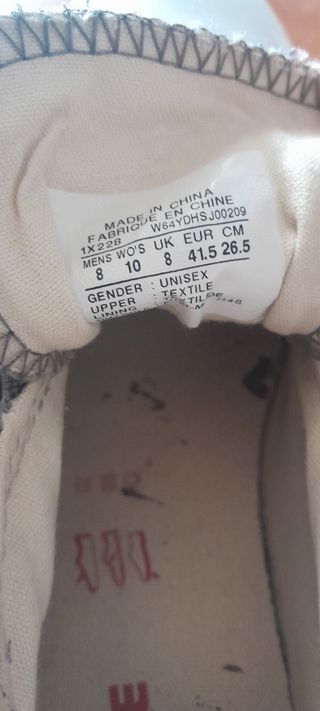 MADE IN CHINA
FABRIQUE EN CHINE
1X228 W64YDHSJ00209
MENS WO'S UK EUR CM
8 10 8 41.5 26.5
GENDER : UNISEX
UPPER : TEXTILE
LINING